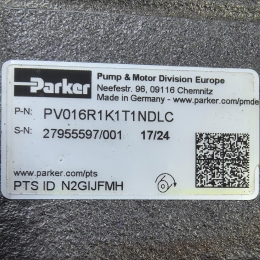 Parker
Pump & Motor Division Europe
Neefestr. 96, 09116 Chemnitz
Made in Germany - www.parker.com/pmde
P-N: PV016R1K1T1NDLC
S-N: 27955597/001 17/24
www.parker.com/pts
PTS ID N2GIJFMH